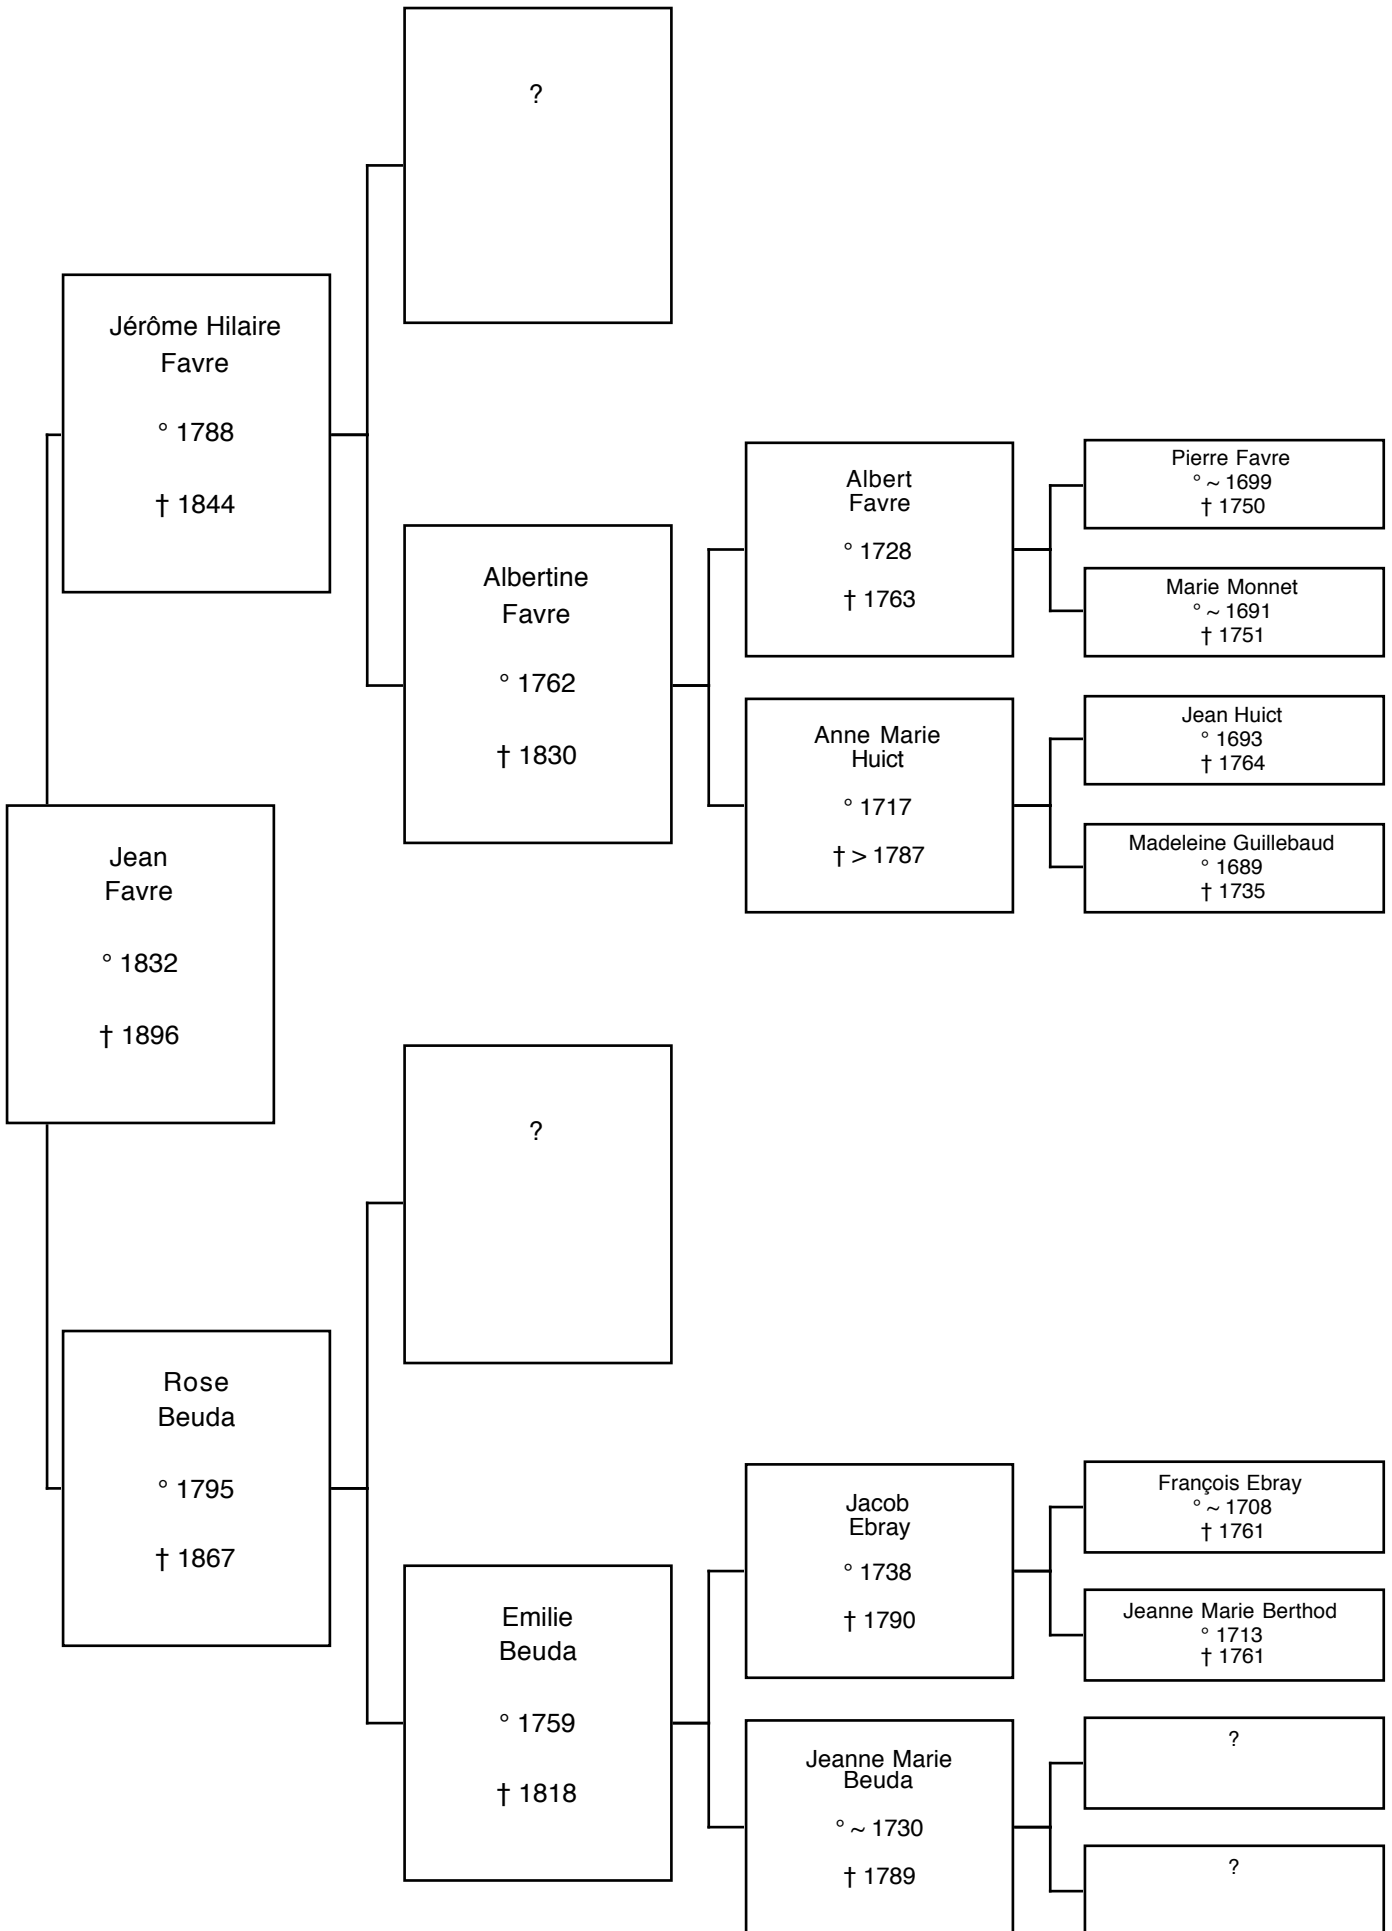 ?
Jérôme Hilaire
Favre
° 1788
† 1844
Albertine
Favre
° 1762
† 1830
Albert
Favre
° 1728
† 1763
Pierre Favre
° ~ 1699
† 1750
Marie Monnet
° ~ 1691
† 1751
Anne Marie
Huict
° 1717
† > 1787
Jean Huict
° 1693
† 1764
Madeleine Guillebaud
° 1689
† 1735
Jean
Favre
° 1832
† 1896
?
Rose
Beuda
° 1795
† 1867
Emilie
Beuda
° 1759
† 1818
Jacob
Ebray
° 1738
† 1790
François Ebray
° ~ 1708
† 1761
Jeanne Marie Berthod
° 1713
† 1761
Jeanne Marie
Beuda
° ~ 1730
† 1789
?
?